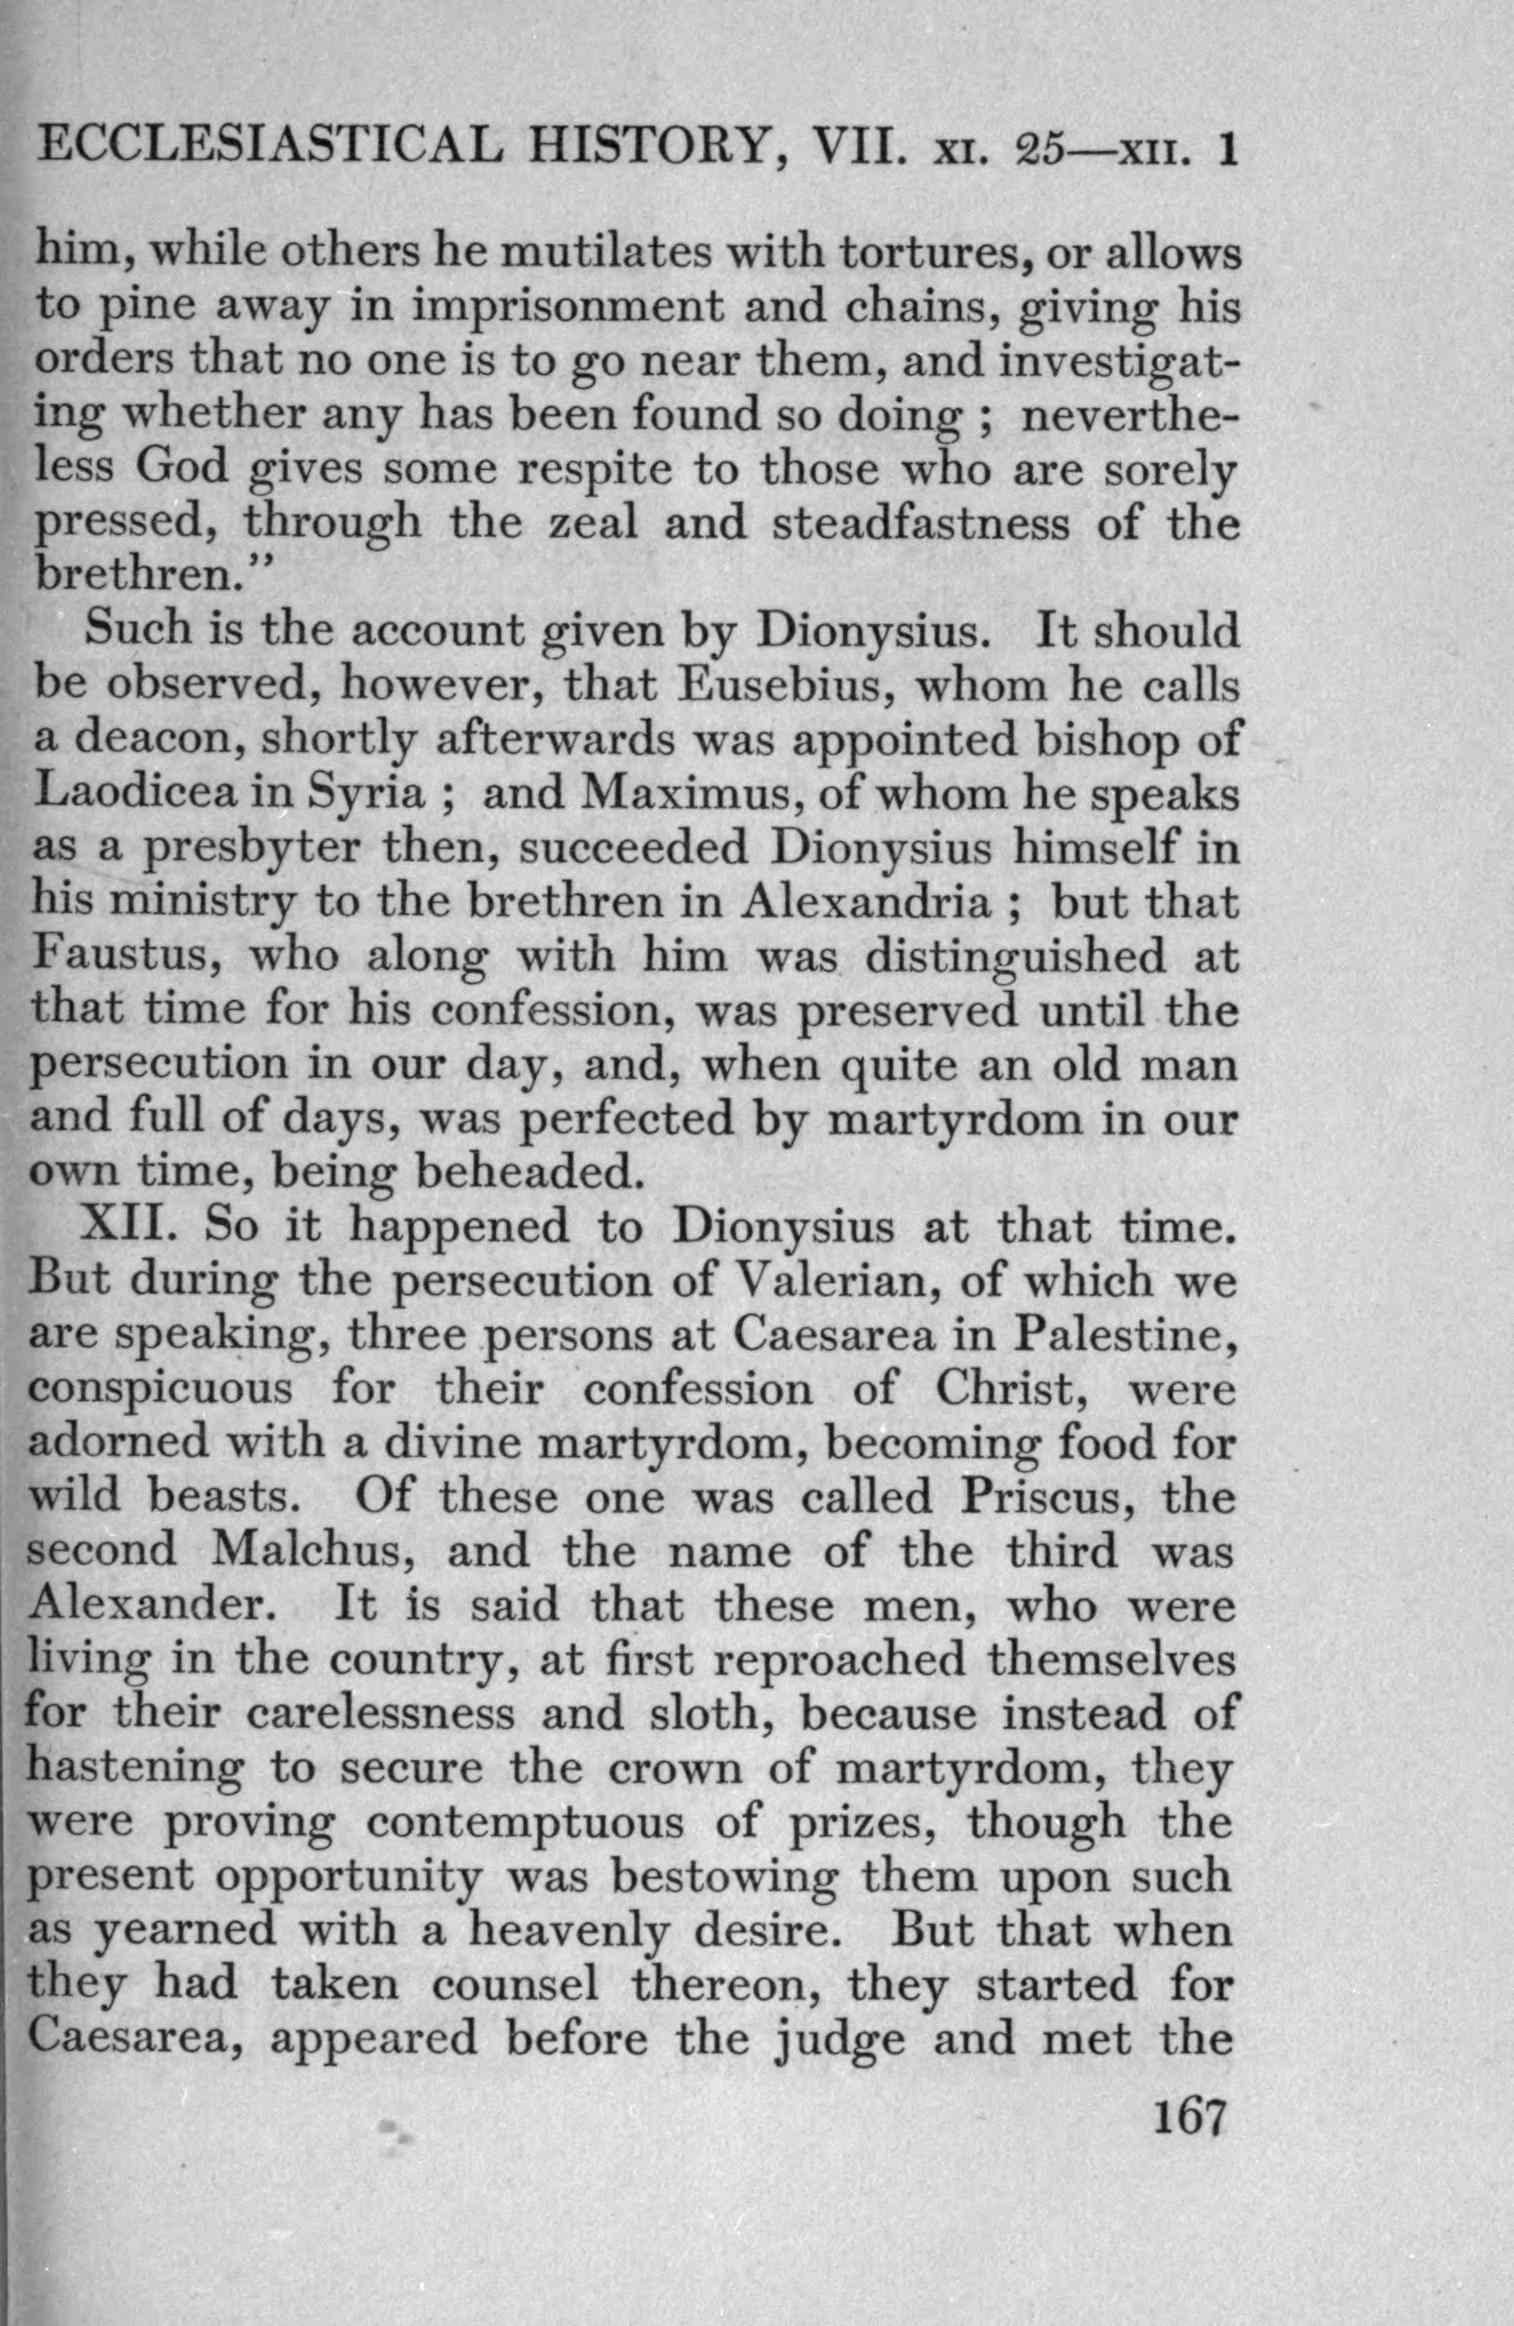 ECCLESIASTICAL HISTORY, VII. XI. 25—XII. 1
him, while others he mutilates with tortures, or allows
to pine away in imprisonment and chains, giving his
orders that no one is to go near them, and investigat-
ing whether any has been found so doing ; neverthe-
less God gives some respite to those who are sorely
pressed, through the zeal and steadfastness of the
brethren.”
Such is the account given by Dionysius. It should
be observed, however, that Eusebius, whom he calls
a deacon, shortly afterwards was appointed bishop of
Laodicea in Syria ; and Maximus, of whom he speaks
as a presbyter then, succeeded Dionysius himself in
his ministry to the brethren in Alexandria ; but that
Faustus, who along with him was distinguished at
that time for his confession, was preserved until the
persecution in our day, and, when quite an old man
and full of days, was perfected by martyrdom in our
own time, being beheaded.
XII. So it happened to Dionysius at that time.
But during the persecution of Valerian, of which we
are speaking, three persons at Caesarea in Palestine,
conspicuous for their confession of Christ, were
adorned with a divine martyrdom, becoming food for
wild beasts. Of these one was called Priscus, the
second Malchus, and the name of the third was
Alexander. It is said that these men, who were
living in the country, at first reproached themselves
for their carelessness and sloth, because instead of
hastening to secure the crown of martyrdom, they
were proving contemptuous of prizes, though the
present opportunity was bestowing them upon such
as yearned with a heavenly desire. But that when
they had taken counsel thereon, they started for
Caesarea, appeared before the judge and met the
167